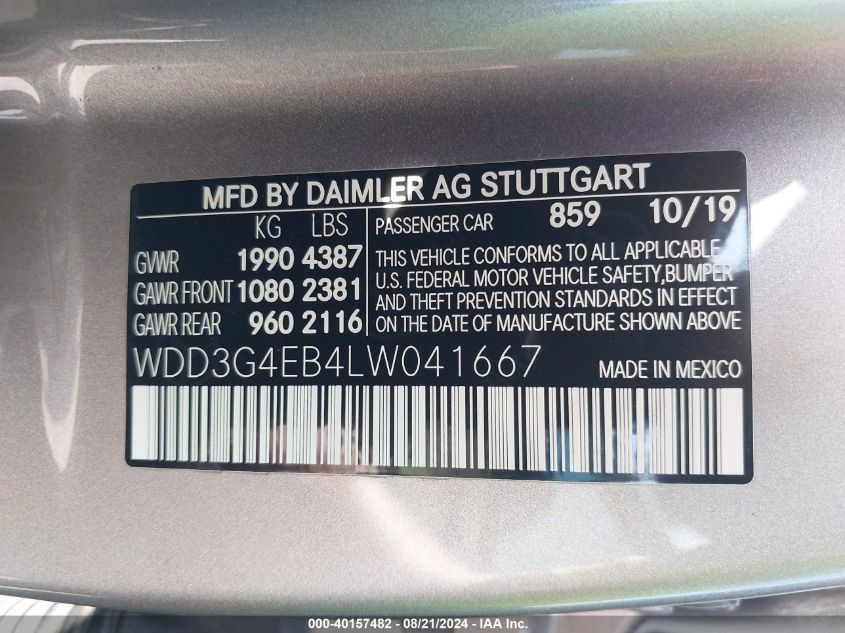 MFD BY DAIMLER AG STUTTGART
KG LBS
GVWR 1990 4387
GAWR FRONT 1080 2381
GAWR REAR 960 2116
PASSENGER CAR 859 10/19
THIS VEHICLE CONFORMS TO ALL APPLICABLE
U.S. FEDERAL MOTOR VEHICLE SAFETY,BUMPER
AND THEFT PREVENTION STANDARDS IN EFFECT
ON THE DATE OF MANUFACTURE SHOWN ABOVE
WDD3G4EB4LW041667 MADE IN MEXICO
000-40157482 - 08/21/2024 - IAA Inc.